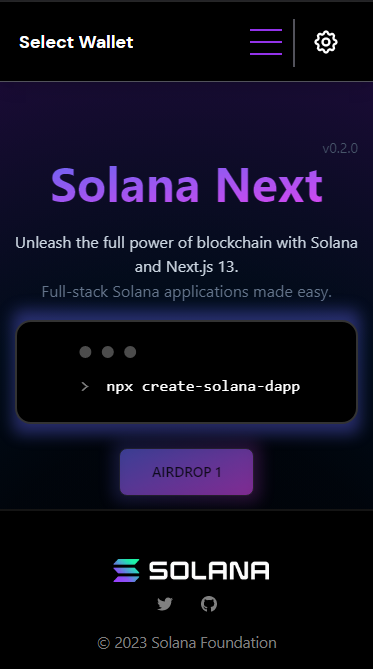 Select Wallet
v0.2.0
Solana Next
Unleash the full power of blockchain with Solana
and Next.js 13.
Full-stack Solana applications made easy.
> npx create-solana-dapp
AIRDROP 1
SOLANA
© 2023 Solana Foundation